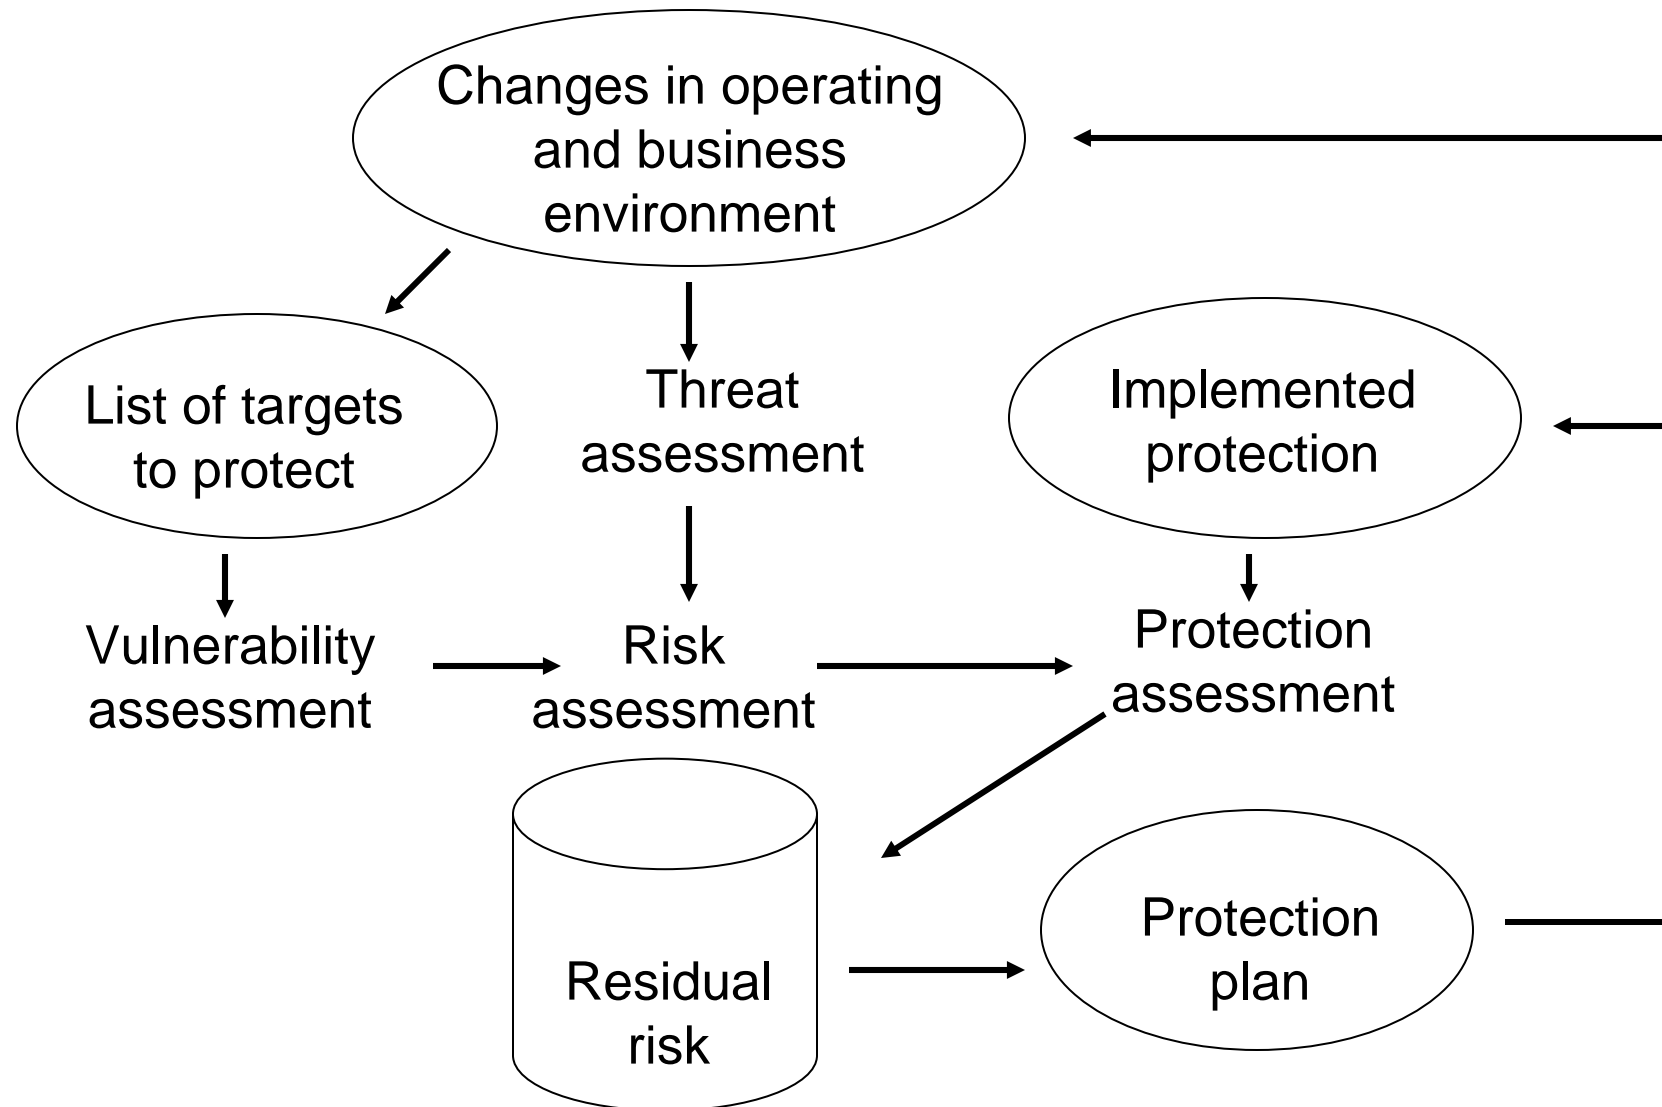 Changes in operating
and business
environment
List of targets
to protect
Threat
assessment
Implemented
protection
Vulnerability
assessment
Risk
assessment
Protection
assessment
Residual
risk
Protection
plan